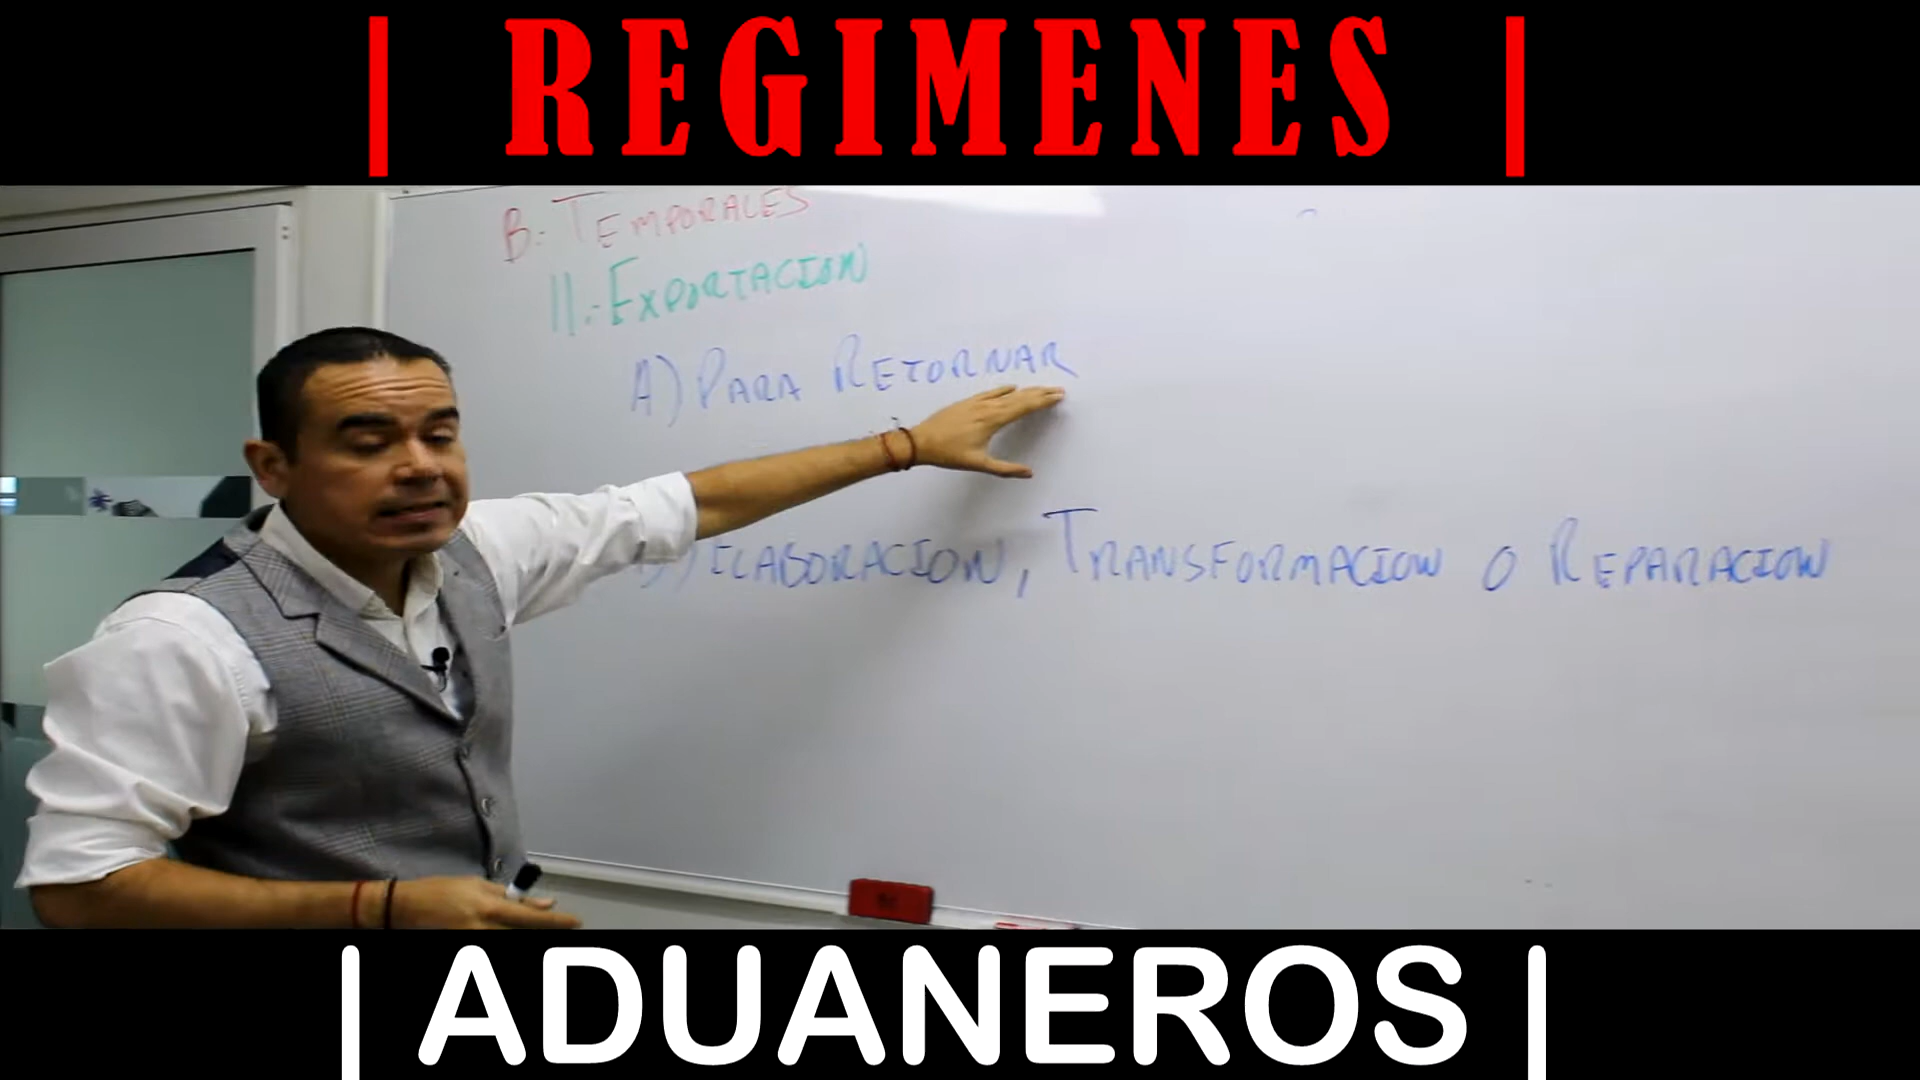 | REGIMENES |
B.- TEMPORALES
II.- EXPORTACION
A) PARA RETORNAR
B) ELABORACION, TRANSFORMACION O REPARACION
| ADUANEROS |